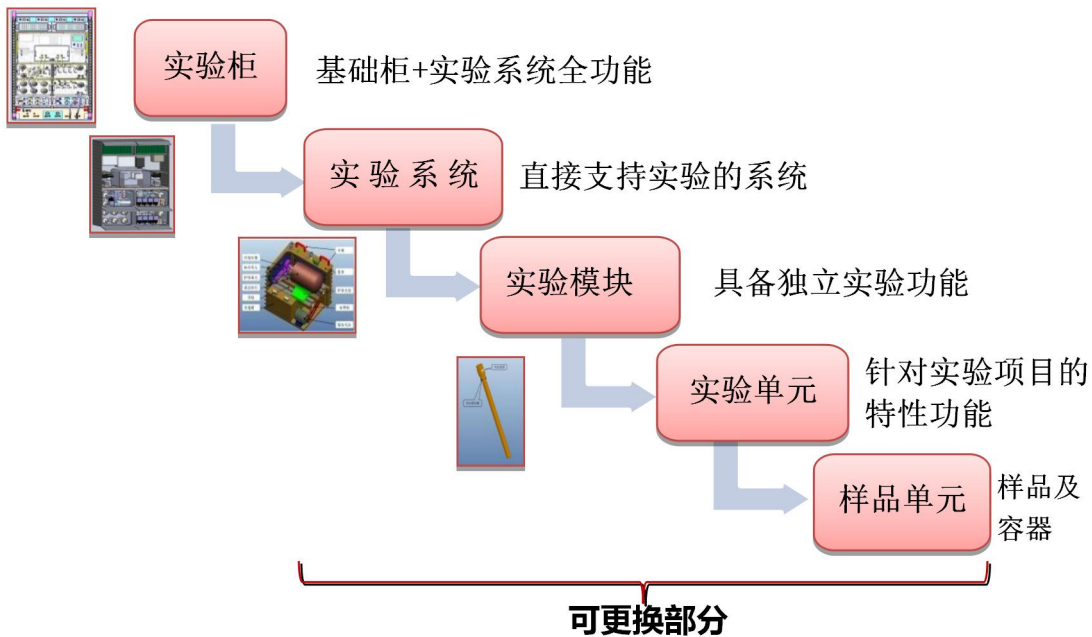 实验柜
基础柜+实验系统全功能
实验系统
直接支持实验的系统
实验模块
具备独立实验功能
实验单元
针对实验项目的
特性功能
样品单元
样品及
容器
可更换部分